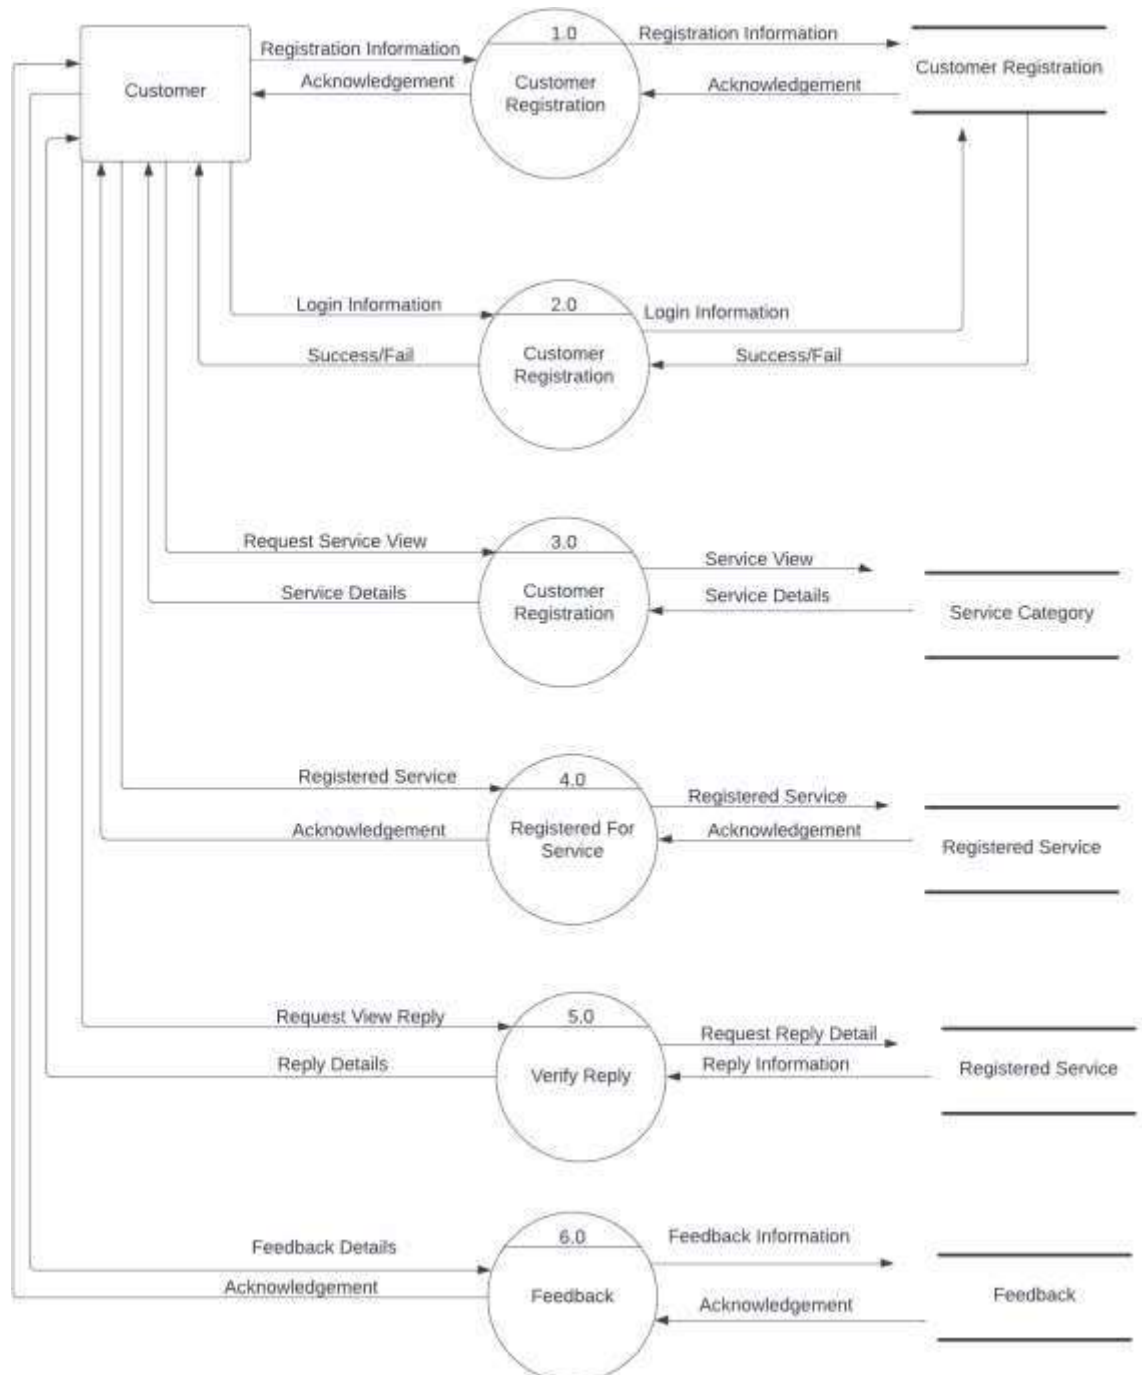 1.0
Registration Information
Registration Information
Customer Registration
Customer
Acknowledgement
Customer
Registration
Acknowledgement
2.0
Login Information
Login Information
Success/Fail
Customer
Registration
Success/Fail
3.0
Request Service View
Service View
Service Details
Customer
Registration
Service Details
Service Category
4.0
Registered Service
Registered Service
Acknowledgement
Registered For
Service
Acknowledgement
Registered Service
5.0
Request View Reply
Request Reply Detail
Reply Details
Verify Reply
Reply Information
Registered Service
6.0
Feedback Details
Feedback Information
Acknowledgement
Feedback
Acknowledgement
Feedback